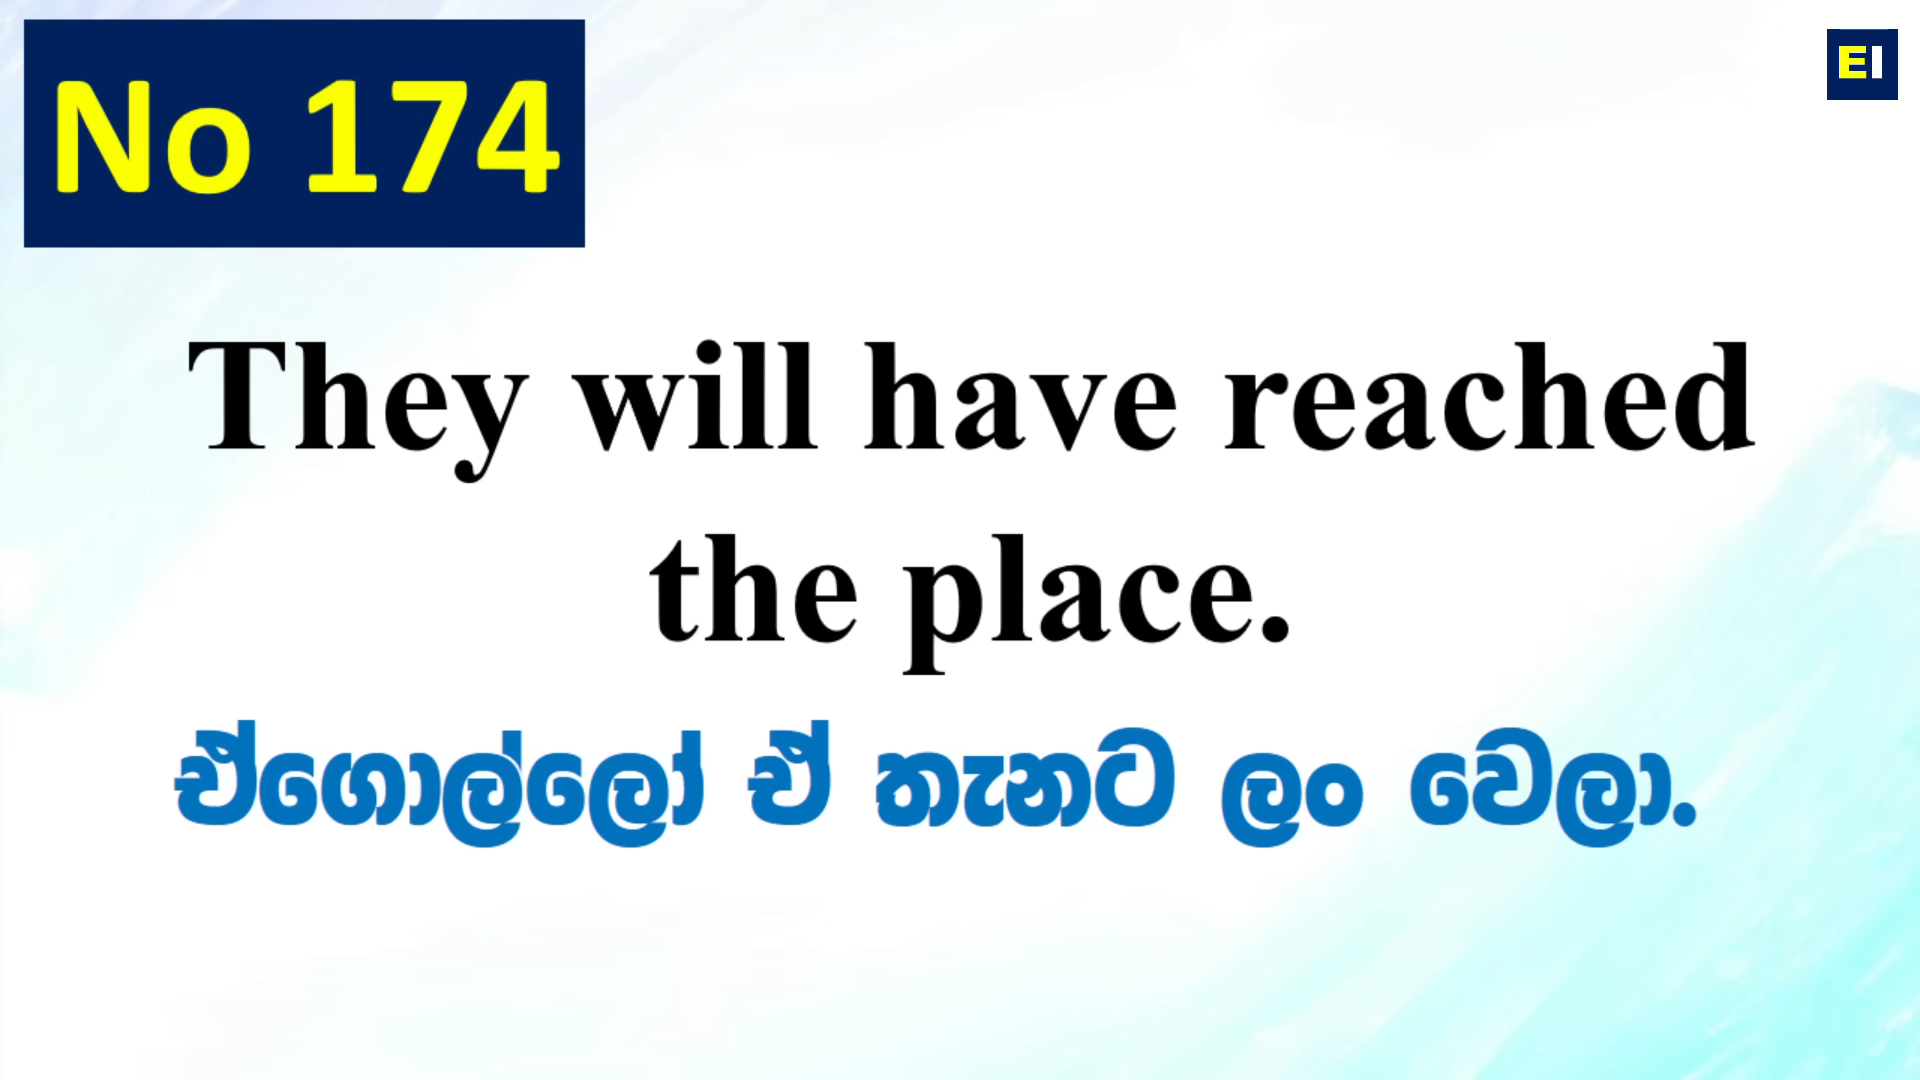 No 174
EI
They will have reached
the place.
ඒගොල්ලෝ ඒ තැනට ලං වෙලා.